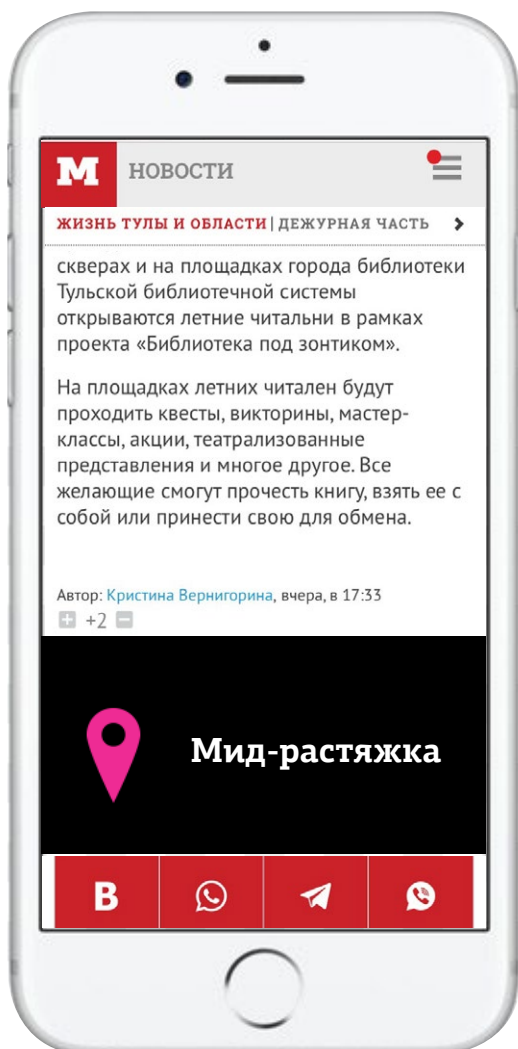 М НОВОСТИ
ЖИЗНЬ ТУЛЫ И ОБЛАСТИ | ДЕЖУРНАЯ ЧАСТЬ
скверах и на площадках города библиотеки
Тульской библиотечной системы
открываются летние читальни в рамках
проекта «Библиотека под зонтиком».
На площадках летних читален будут
проходить квесты, викторины, мастер-
классы, акции, театрализованные
представления и многое другое. Все
желающие смогут прочесть книгу, взять ее с
собой или принести свою для обмена.
Автор: Кристина Вернигорина, вчера, в 17:33
+2
Мид-растяжка
В